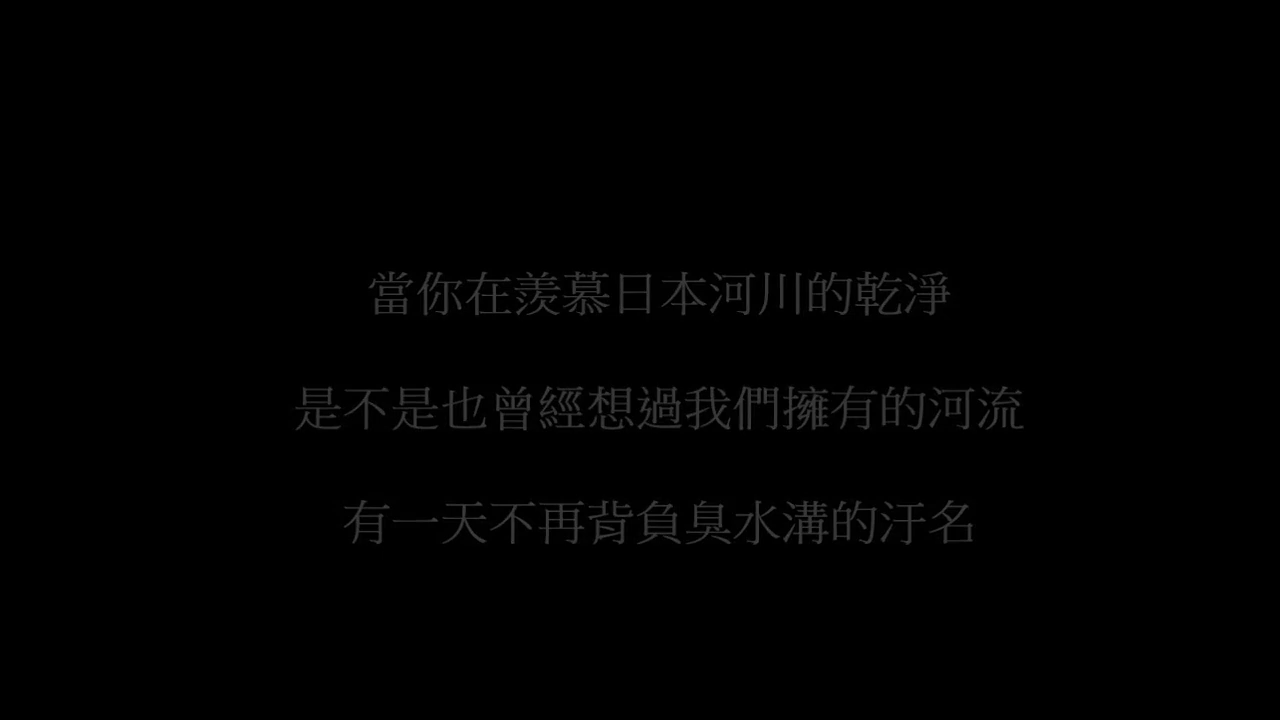 當你在羨慕日本河川的乾淨
是不是也曾經想過我們擁有的河流
有一天不再背負臭水溝的汙名